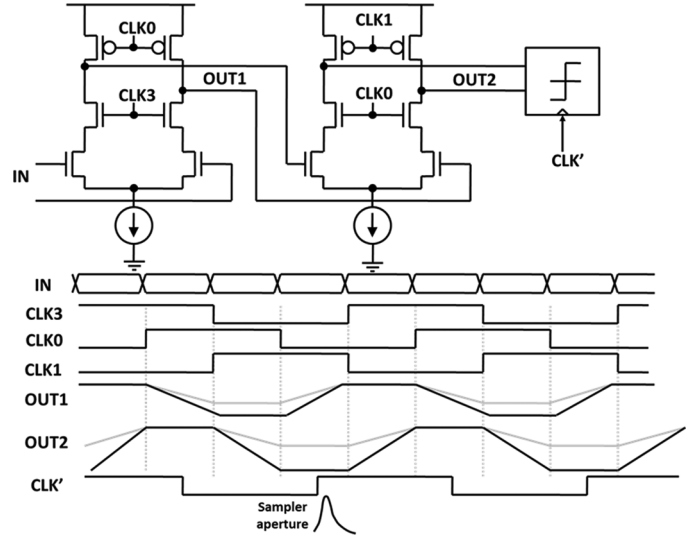 CLK0
CLK1
OUT1
OUT2
CLK3
CLK0
CLK'
IN
IN
CLK3
CLK0
CLK1
OUT1
OUT2
CLK'
Sampler
aperture